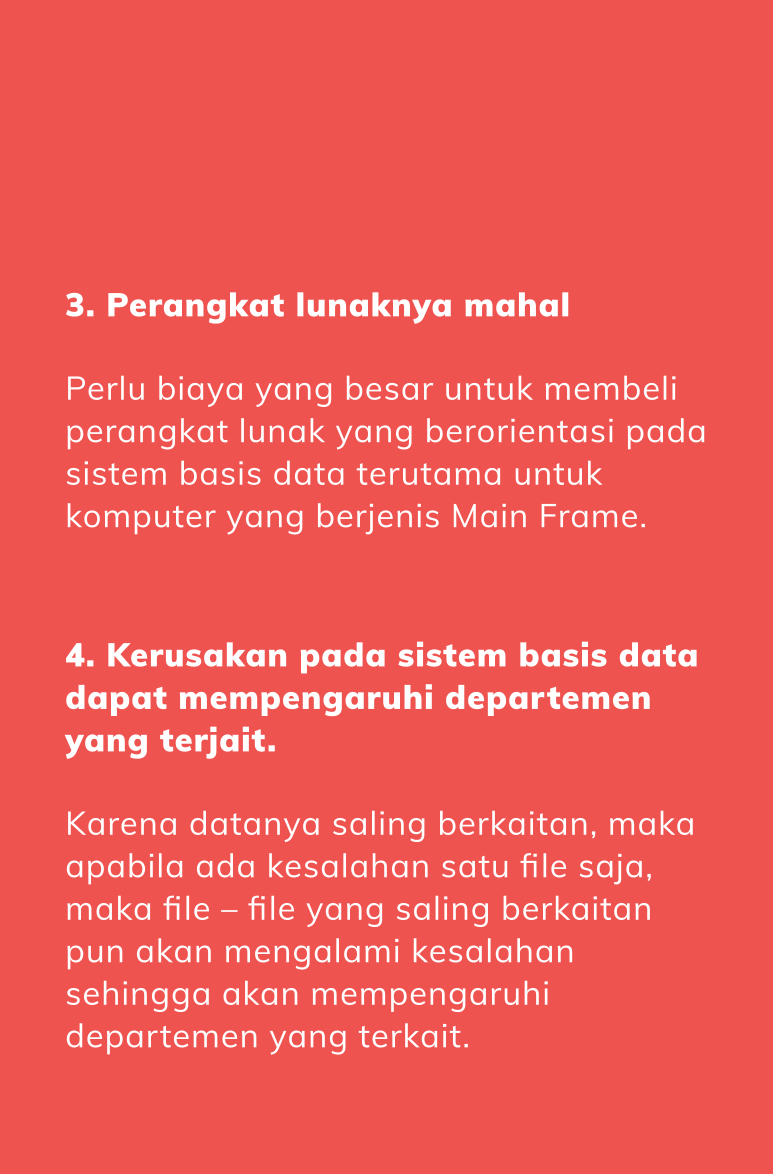 3. Perangkat lunaknya mahal
Perlu biaya yang besar untuk membeli
perangkat lunak yang berorientasi pada
sistem basis data terutama untuk
komputer yang berjenis Main Frame.
4. Kerusakan pada sistem basis data
dapat mempengaruhi departemen
yang terjait.
Karena datanya saling berkaitan, maka
apabila ada kesalahan satu file saja,
maka file – file yang saling berkaitan
pun akan mengalami kesalahan
sehingga akan mempengaruhi
departemen yang terkait.